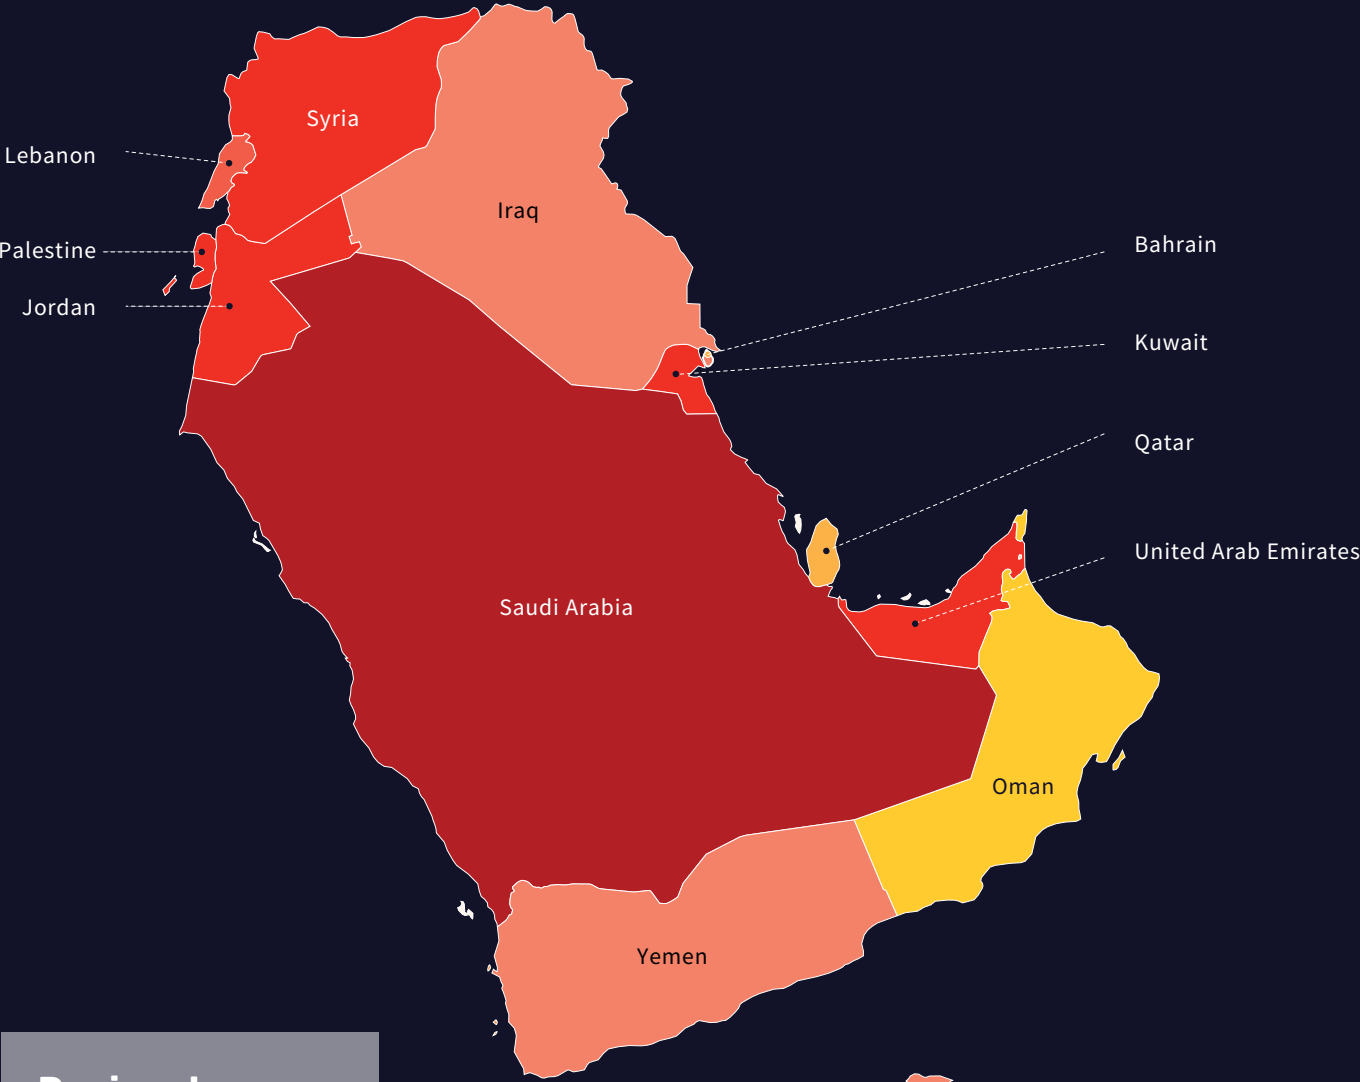 Syria
Lebanon
Iraq
Palestine
Bahrain
Jordan
Kuwait
Qatar
United Arab Emirates
Saudi Arabia
Oman
Yemen